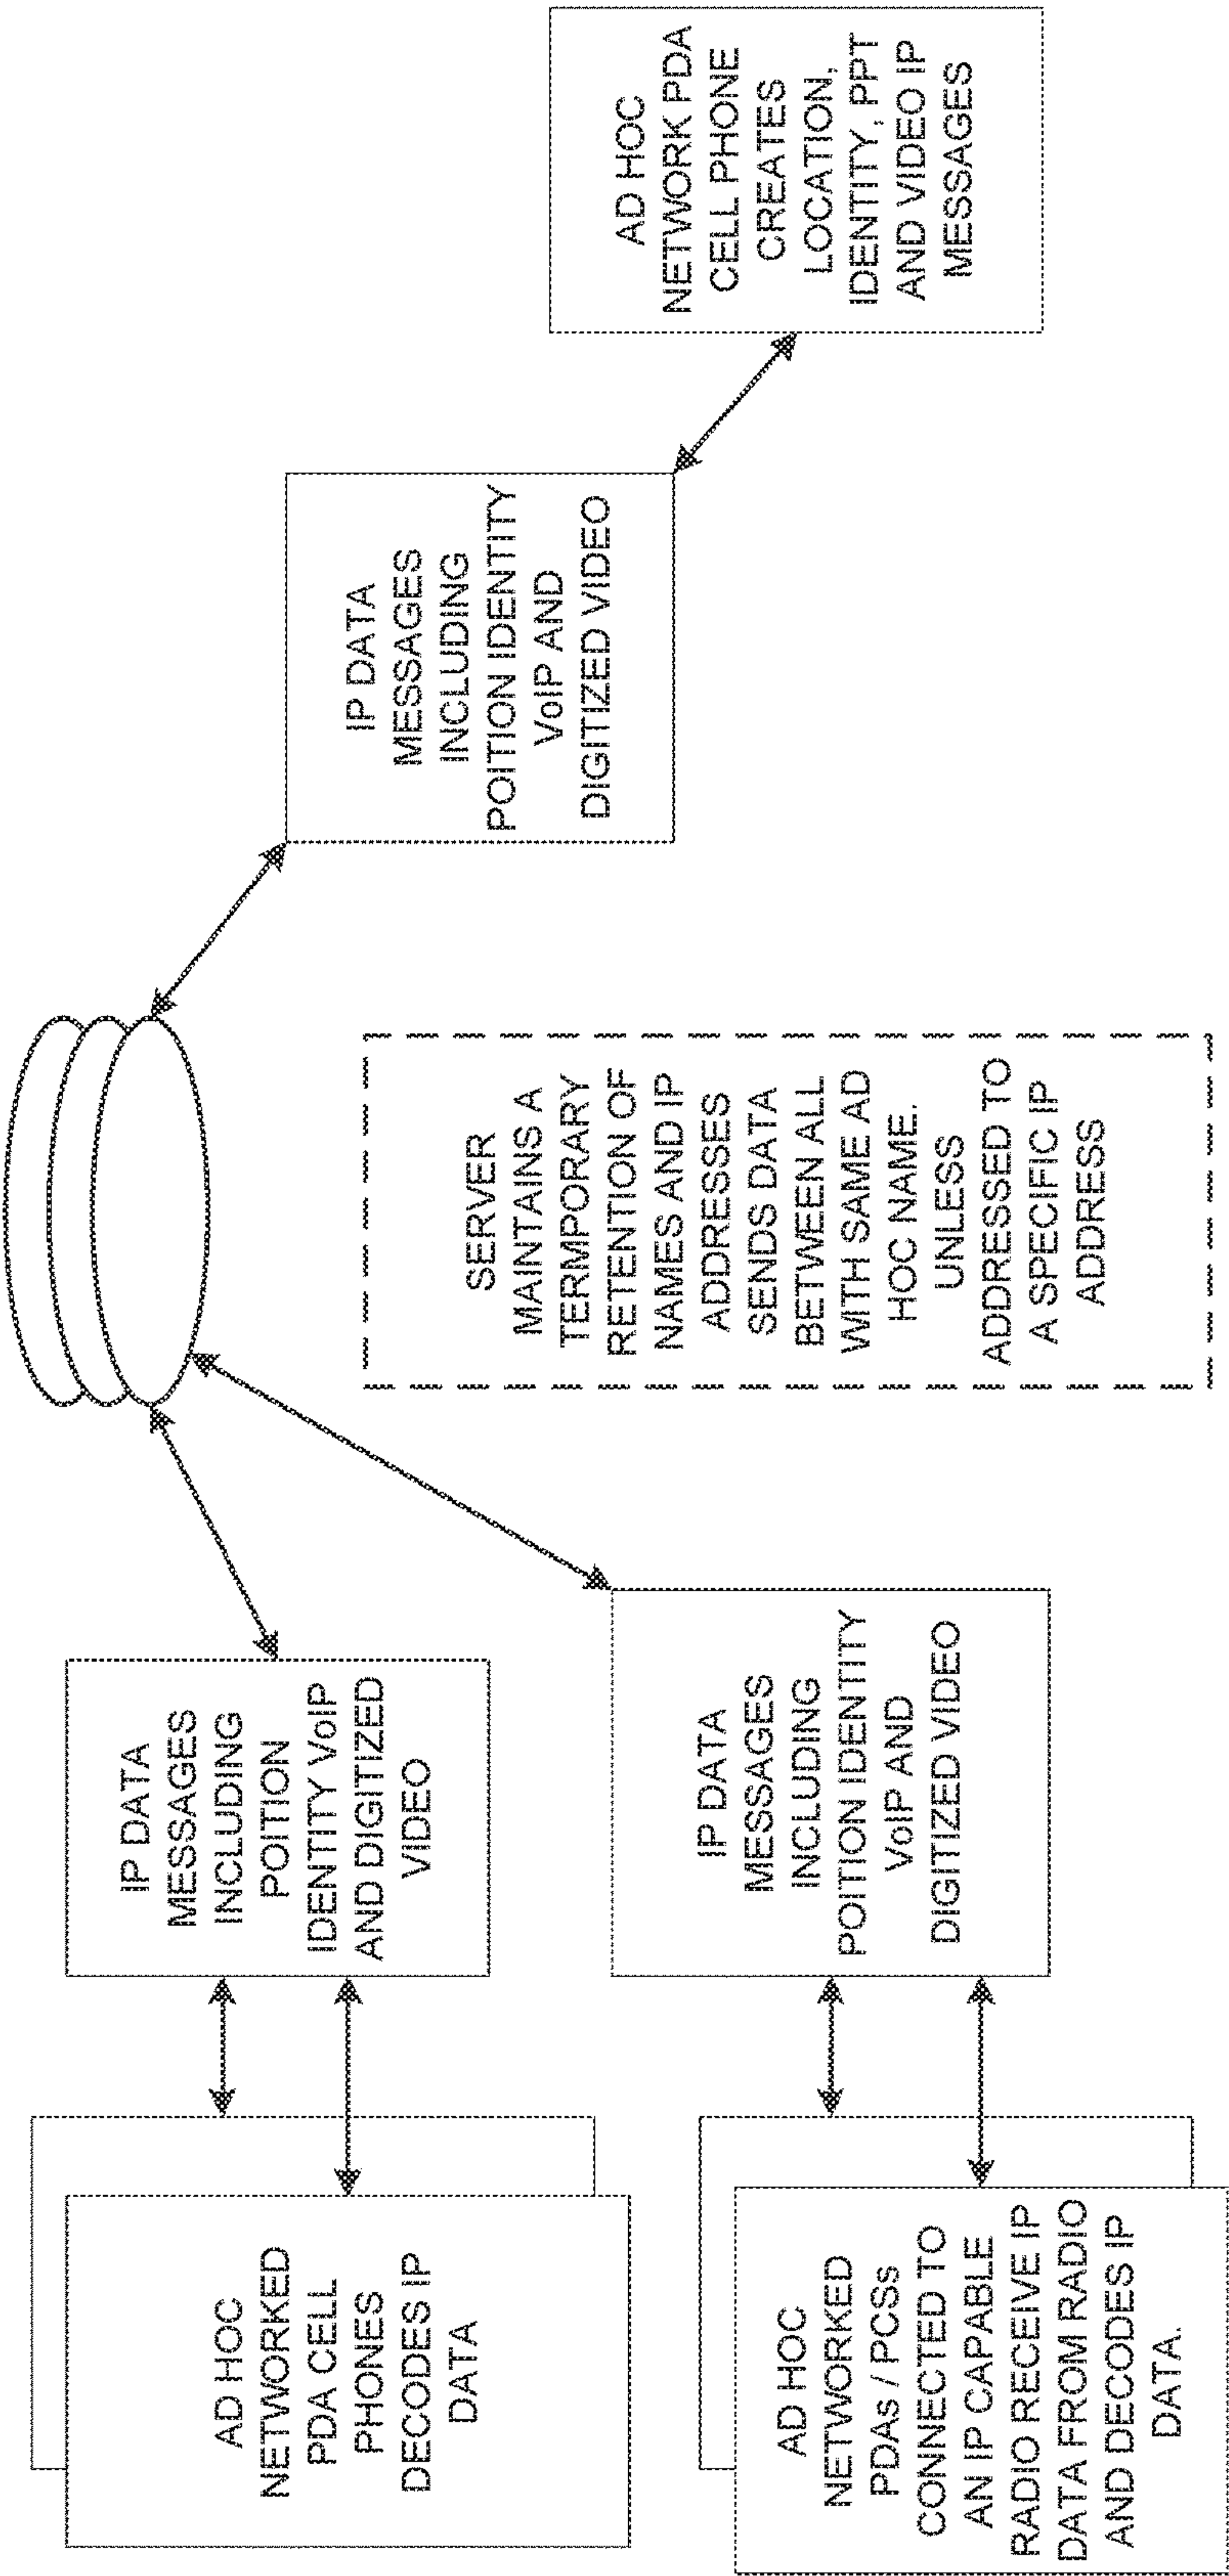 AD HOC
NETWORKED
PDA CELL
PHONES
DECODES IP
DATA
IP DATA
MESSAGES
INCLUDING
POITION
IDENTITY VoIP
AND DIGITIZED
VIDEO
AD HOC
NETWORKED
PDAs / PCSs
CONNECTED TO
AN IP CAPABLE
RADIO RECEIVE IP
DATA FROM RADIO
AND DECODES IP
DATA.
IP DATA
MESSAGES
INCLUDING
POITION IDENTITY
VoIP AND
DIGITIZED VIDEO
SERVER
MAINTAINS A
TERMPORARY
RETENTION OF
NAMES AND IP
ADDRESSES
SENDS DATA
BETWEEN ALL
WITH SAME AD
HOC NAME.
UNLESS
ADDRESSED TO
A SPECIFIC IP
ADDRESS
IP DATA
MESSAGES
INCLUDING
POITION IDENTITY
VoIP AND
DIGITIZED VIDEO
AD HOC
NETWORK PDA
CELL PHONE
CREATES
LOCATION,
IDENTITY, PPT
AND VIDEO IP
MESSAGES